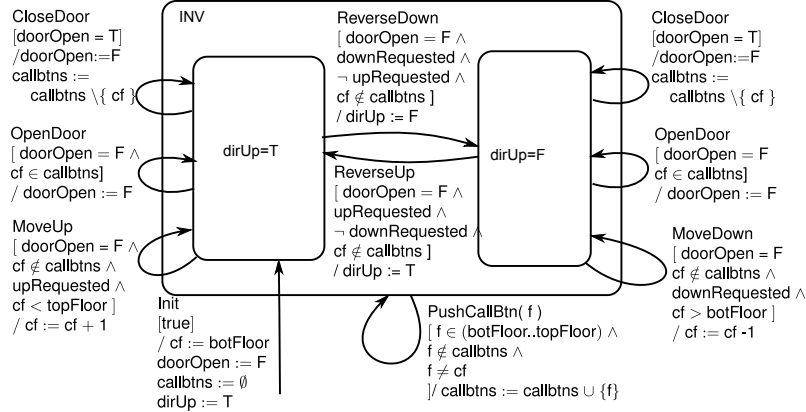 CloseDoor
[doorOpen = T]
/doorOpen:=F
callbtns :=
callbtns \{ cf }
OpenDoor
[ doorOpen = F ∧
cf ∈ callbtns]
/ doorOpen := F
MoveUp
[ doorOpen = F ∧
cf ∉ callbtns ∧
upRequested ∧
cf < topFloor ]
/ cf := cf + 1
INV
dirUp=T
ReverseDown
[ doorOpen = F ∧
downRequested ∧
¬ upRequested ∧
cf ∉ callbtns ]
/ dirUp := F
ReverseUp
[ doorOpen = F ∧
upRequested ∧
¬ downRequested ∧
cf ∉ callbtns ]
/ dirUp := T
dirUp=F
CloseDoor
[doorOpen = T]
/doorOpen:=F
callbtns :=
callbtns \{ cf }
OpenDoor
[ doorOpen = F
cf ∈ callbtns]
/ doorOpen := F
MoveDown
[ doorOpen = F
cf ∉ callbtns ∧
downRequested ∧
cf > botFloor ]
/ cf := cf -1
Init
[true]
/ cf := botFloor
doorOpen := F
callbtns := ∅
dirUp := T
PushCallBtn( f )
[ f ∈ (botFloor..topFloor) ∧
f ∉ callbtns ∧
f ≠ cf
]/ callbtns := callbtns ∪ {f}